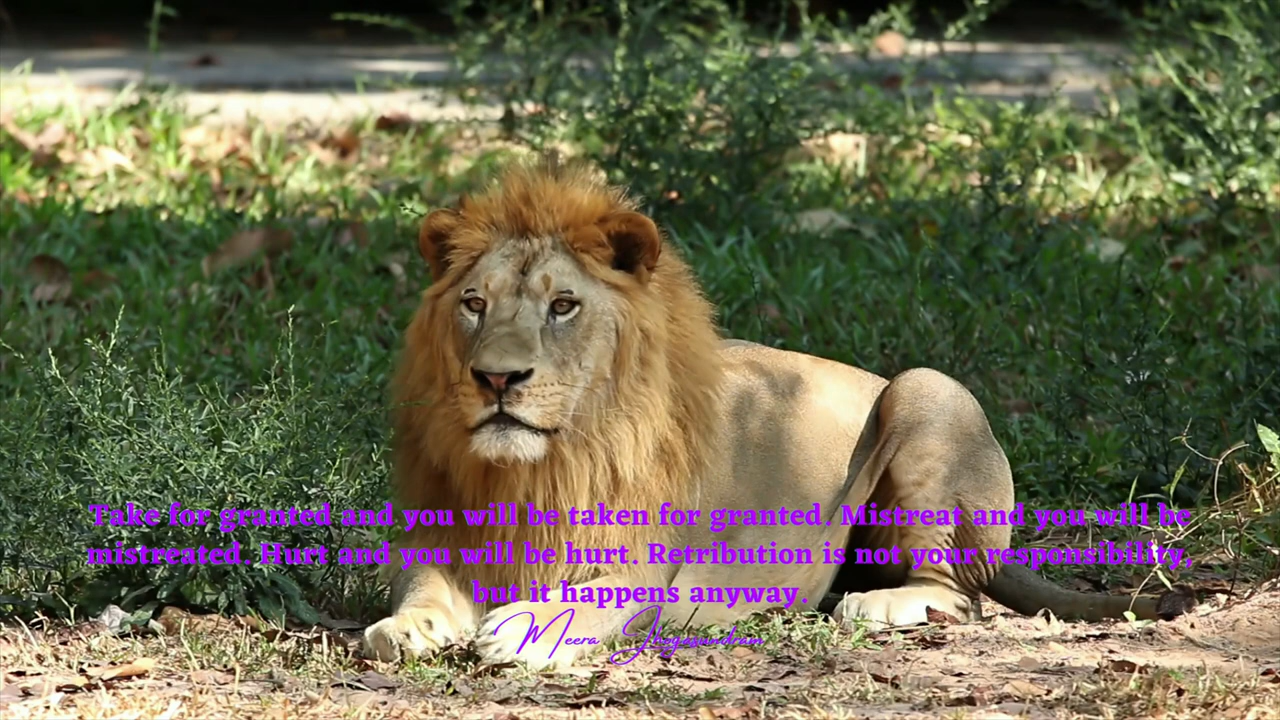 Take for granted and you will be taken for granted. Mistreat and you will be
mistreated. Hurt and you will be hurt. Retribution is not your responsibility,
but it happens anyway.
Meera Jhogasundram